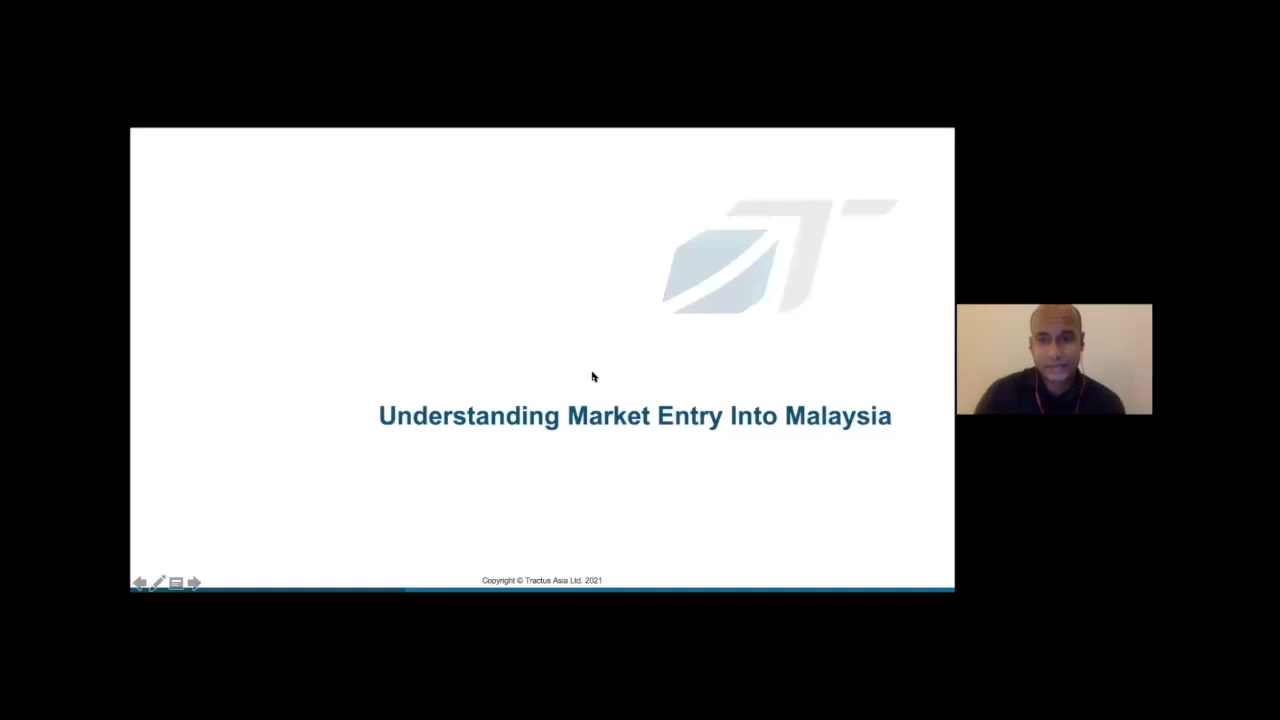 Understanding Market Entry Into Malaysia
Copyright © Tractus Asia Ltd. 2021